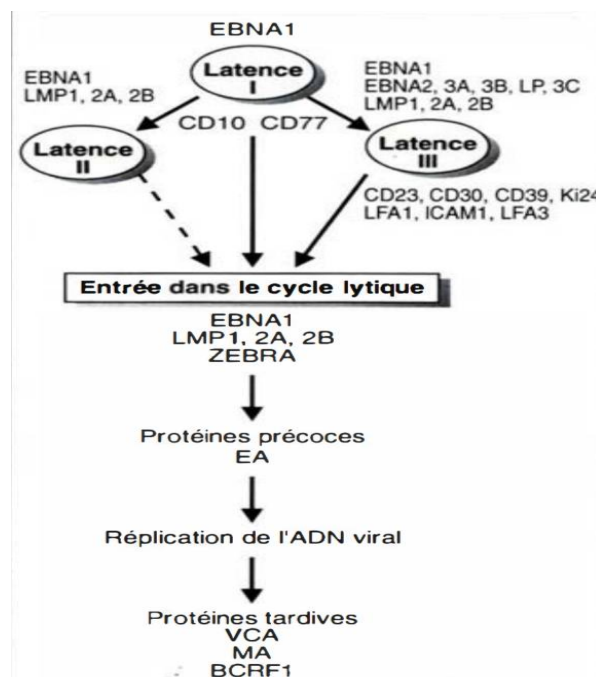 EBNA1
Latence
I
EBNA1
LMP1, 2A, 2B
EBNA1
EBNA2, 3A, 3B, LP, 3C
LMP1, 2A, 2B
CD10 CD77
Latence
II
Latence
III
CD23, CD30, CD39, Ki24
LFA1, ICAM1, LFA3
Entrée dans le cycle lytique
EBNA1
LMP1, 2A, 2B
ZEBRA
Protéines précoces
EA
Réplication de l'ADN viral
Protéines tardives
VCA
MA
BCRF1